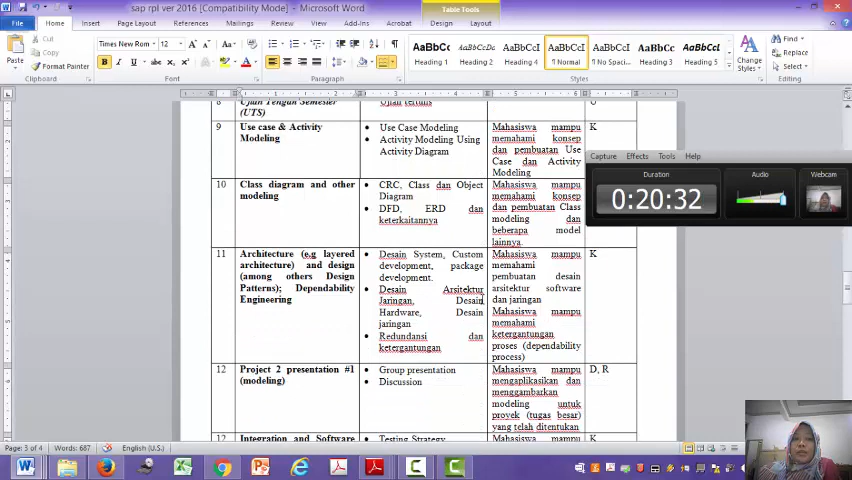 sap rpl ver 2016 [Compatibility Mode] - Microsoft Word
Table Tools
File
Home
Insert
Page Layout
References
Mailings
Review
View
Add-Ins
Acrobat
Design
Layout
Cut
Copy
Paste
Format Painter
Clipboard
Times New Rom
12
Font
Paragraph
AaBbCc
Heading 1
Heading 2
AaBbCcI
Heading 4
AaBbCcI
¶ Normal
AaBbCcI
¶ No Spaci...
AaBbCc
Heading 3
AaBbCcL
Heading 5
Styles
Change
Styles
Find
Replace
Select
Editing
8
Ujian Tengah Semester
(UTS)
Ujian tertulis
U
9
Use case & Activity
Modeling
• Use Case Modeling
• Activity Modeling Using
Activity Diagram
Mahasiswa mampu
memahami konsep
dan pembuatan Use
Case dan Activity
Modeling
K
10
Class diagram and other
modeling
• CRC, Class dan Object
Diagram
• DFD, ERD dan
keterkaitannya
Mahasiswa mampu
memahami konsep
dan pembuatan Class
modeling dan
beberapa model
lainnya.
11
Architecture (e.g layered
architecture) and design
(among others Design
Patterns); Dependability
Engineering
• Desain System, Custom
development, package
development.
• Desain Arsitektur
Jaringan, Desain
Hardware, Desain
jaringan
• Redundansi dan
ketergantungan
Mahasiswa mampu
memahami
pembuatan desain
arsitektur software
dan jaringan
Mahasiswa mampu
memahami
ketergantungan
proses (dependability
process)
K
12
Project 2 presentation #1
(modeling)
• Group presentation
• Discussion
Mahasiswa mampu
mengaplikasikan dan
menggambarkan
modeling untuk
proyek (tugas besar)
yang telah ditentukan
D, R
Integration and Software
• Testing Strategy
Mahasiswa mampu
K
Capture
Effects
Tools
Help
Duration
0:20:32
Audio
Webcam
Page: 3 of 4
Words: 687
English (U.S.)